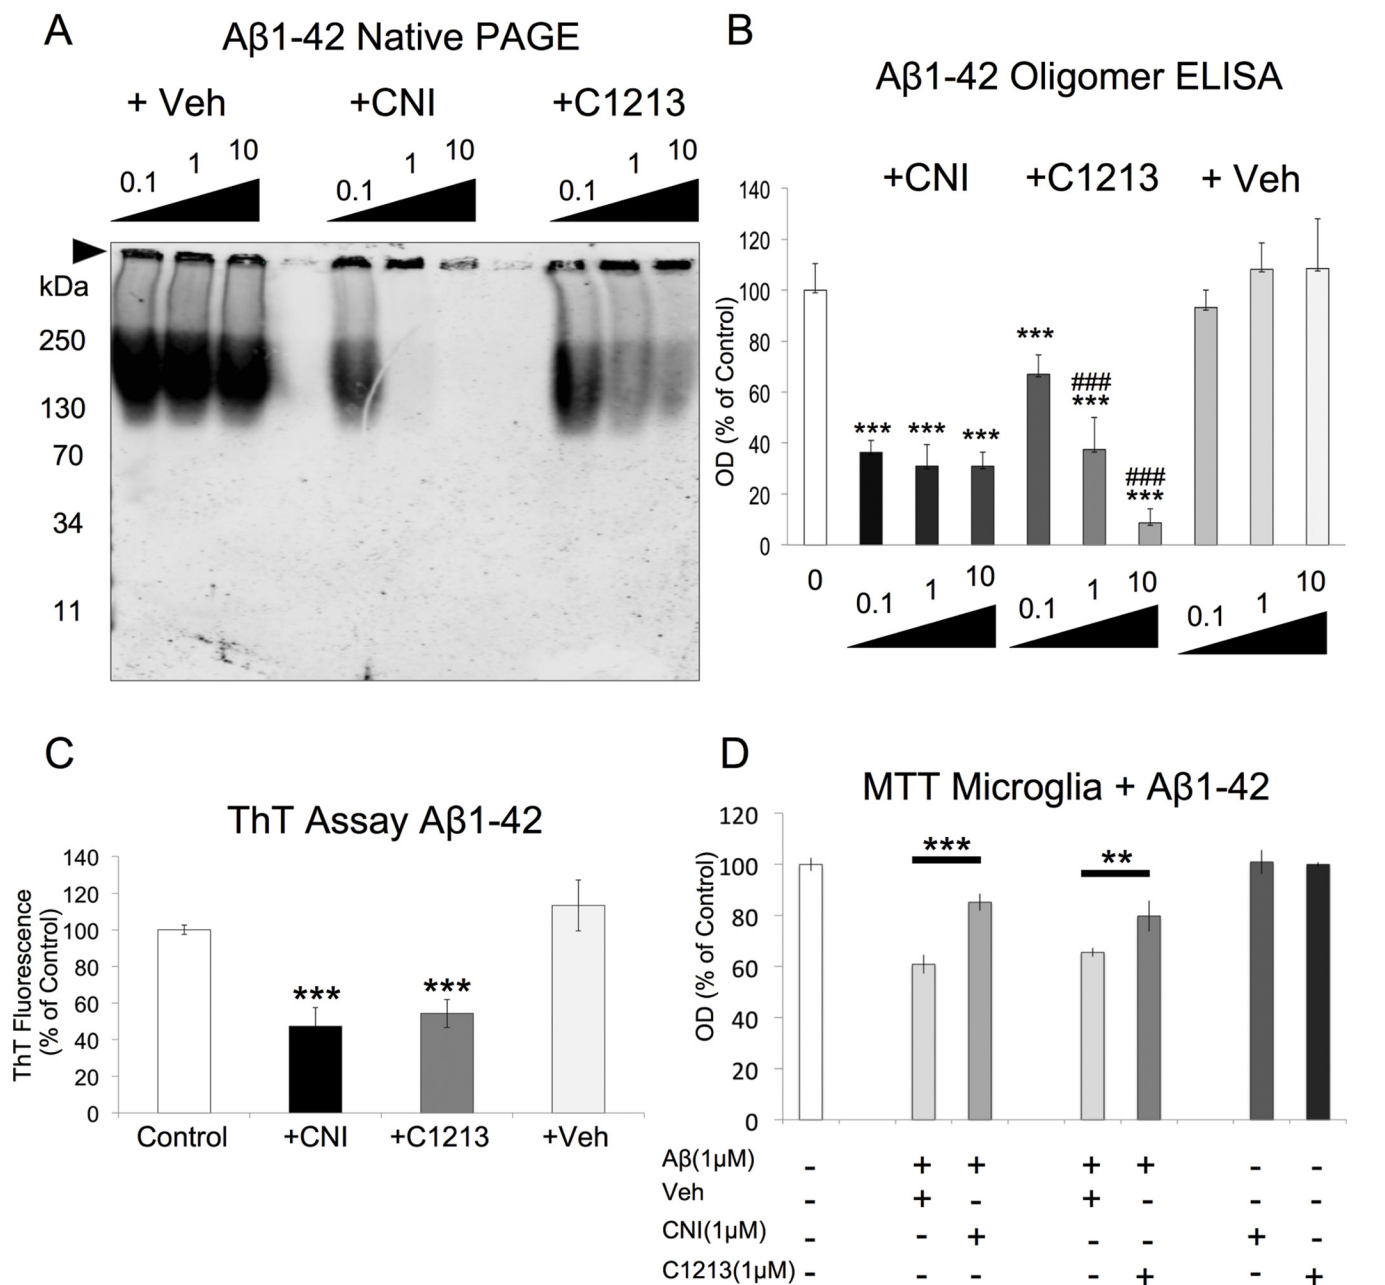 A
Aβ1-42 Native PAGE
+ Veh +CNI +C1213
0.1 1 10 0.1 1 10 0.1 1 10
kDa
250
130
70
34
11
B
Aβ1-42 Oligomer ELISA
+CNI +C1213 + Veh
OD (% of Control)
140
120
100
80
60
40
20
0
*** *** *** *** ### *** ### ***
0 0.1 1 10 0.1 1 10 0.1 1 10
C
ThT Assay Aβ1-42
ThT Fluorescence
(% of Control)
140
120
100
80
60
40
20
0
*** ***
Control +CNI +C1213 +Veh
D
MTT Microglia + Aβ1-42
OD (% of Control)
120
100
80
60
40
20
0
*** **
Aβ(1µM) - + + + + - -
Veh - + - + - - -
CNI(1µM) - - + - - + -
C1213(1µM) - - - - + - +